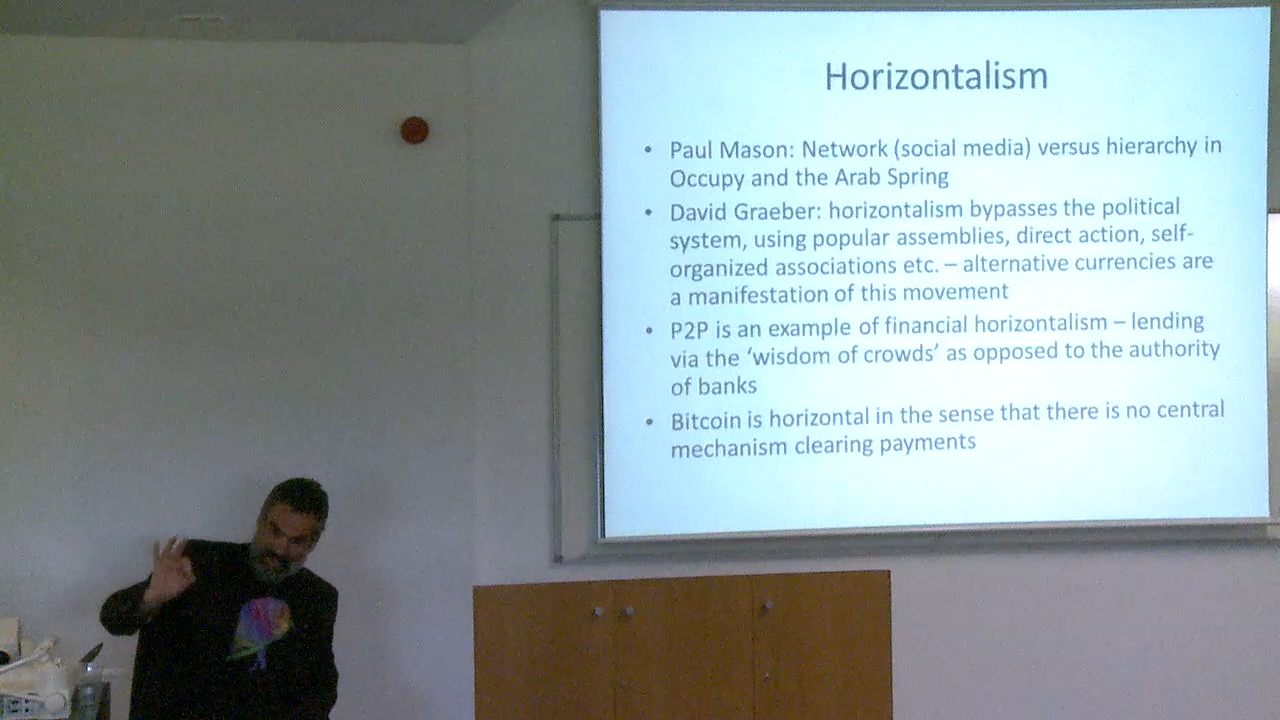 Horizontalism
• Paul Mason: Network (social media) versus hierarchy in
Occupy and the Arab Spring
• David Graeber: horizontalism bypasses the political
system, using popular assemblies, direct action, self-
organized associations etc. – alternative currencies are
a manifestation of this movement
• P2P is an example of financial horizontalism – lending
via the ‘wisdom of crowds’ as opposed to the authority
of banks
• Bitcoin is horizontal in the sense that there is no central
mechanism clearing payments